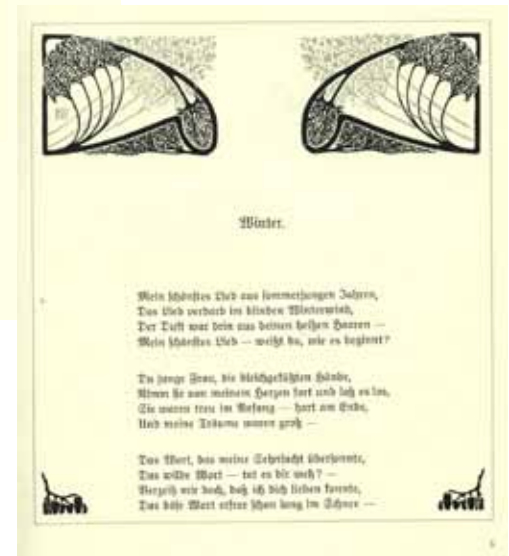 Winter.
Mein schönstes Lied aus sommerjungen Jahren,
Das Lied verdarb im blinden Winterwind,
Der Duft war drin aus deinen heißen Haaren —
Mein schönstes Lied — weißt du, wie es beginnt?
Du junge Frau, die bleichgeküßten Hände,
Nimm sie von meinem Herzen fort und laß es los,
Sie waren treu im Anfang — hart am Ende,
Und meine Träume waren groß —
Das Wort, das meine Sehnsucht übersonnte,
Das wilde Wort — tat es dir weh? —
Verzeih mir doch, daß ich dich lieben konnte,
Das böse Wort erfror schon lang im Schnee —